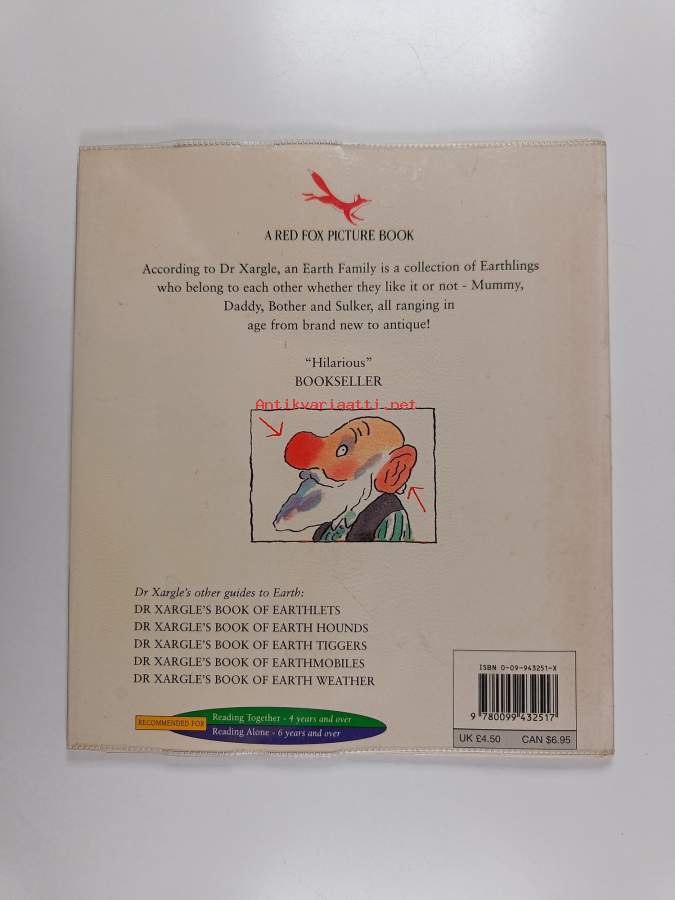 A RED FOX PICTURE BOOK
According to Dr Xargle, an Earth Family is a collection of Earthlings
who belong to each other whether they like it or not - Mummy,
Daddy, Bother and Sulker, all ranging in
age from brand new to antique!
“Hilarious”
BOOKSELLER
Antikvariaatti.net
Dr Xargle's other guides to Earth:
DR XARGLE'S BOOK OF EARTHLETS
DR XARGLE'S BOOK OF EARTH HOUNDS
DR XARGLE'S BOOK OF EARTH TIGGERS
DR XARGLE'S BOOK OF EARTHMOBILES
DR XARGLE'S BOOK OF EARTH WEATHER
RECOMMENDED FOR
Reading Together - 4 years and over
Reading Alone - 6 years and over
ISBN 0-09-943251-X
9 780099 432517
UK £4.50 CAN $6.95